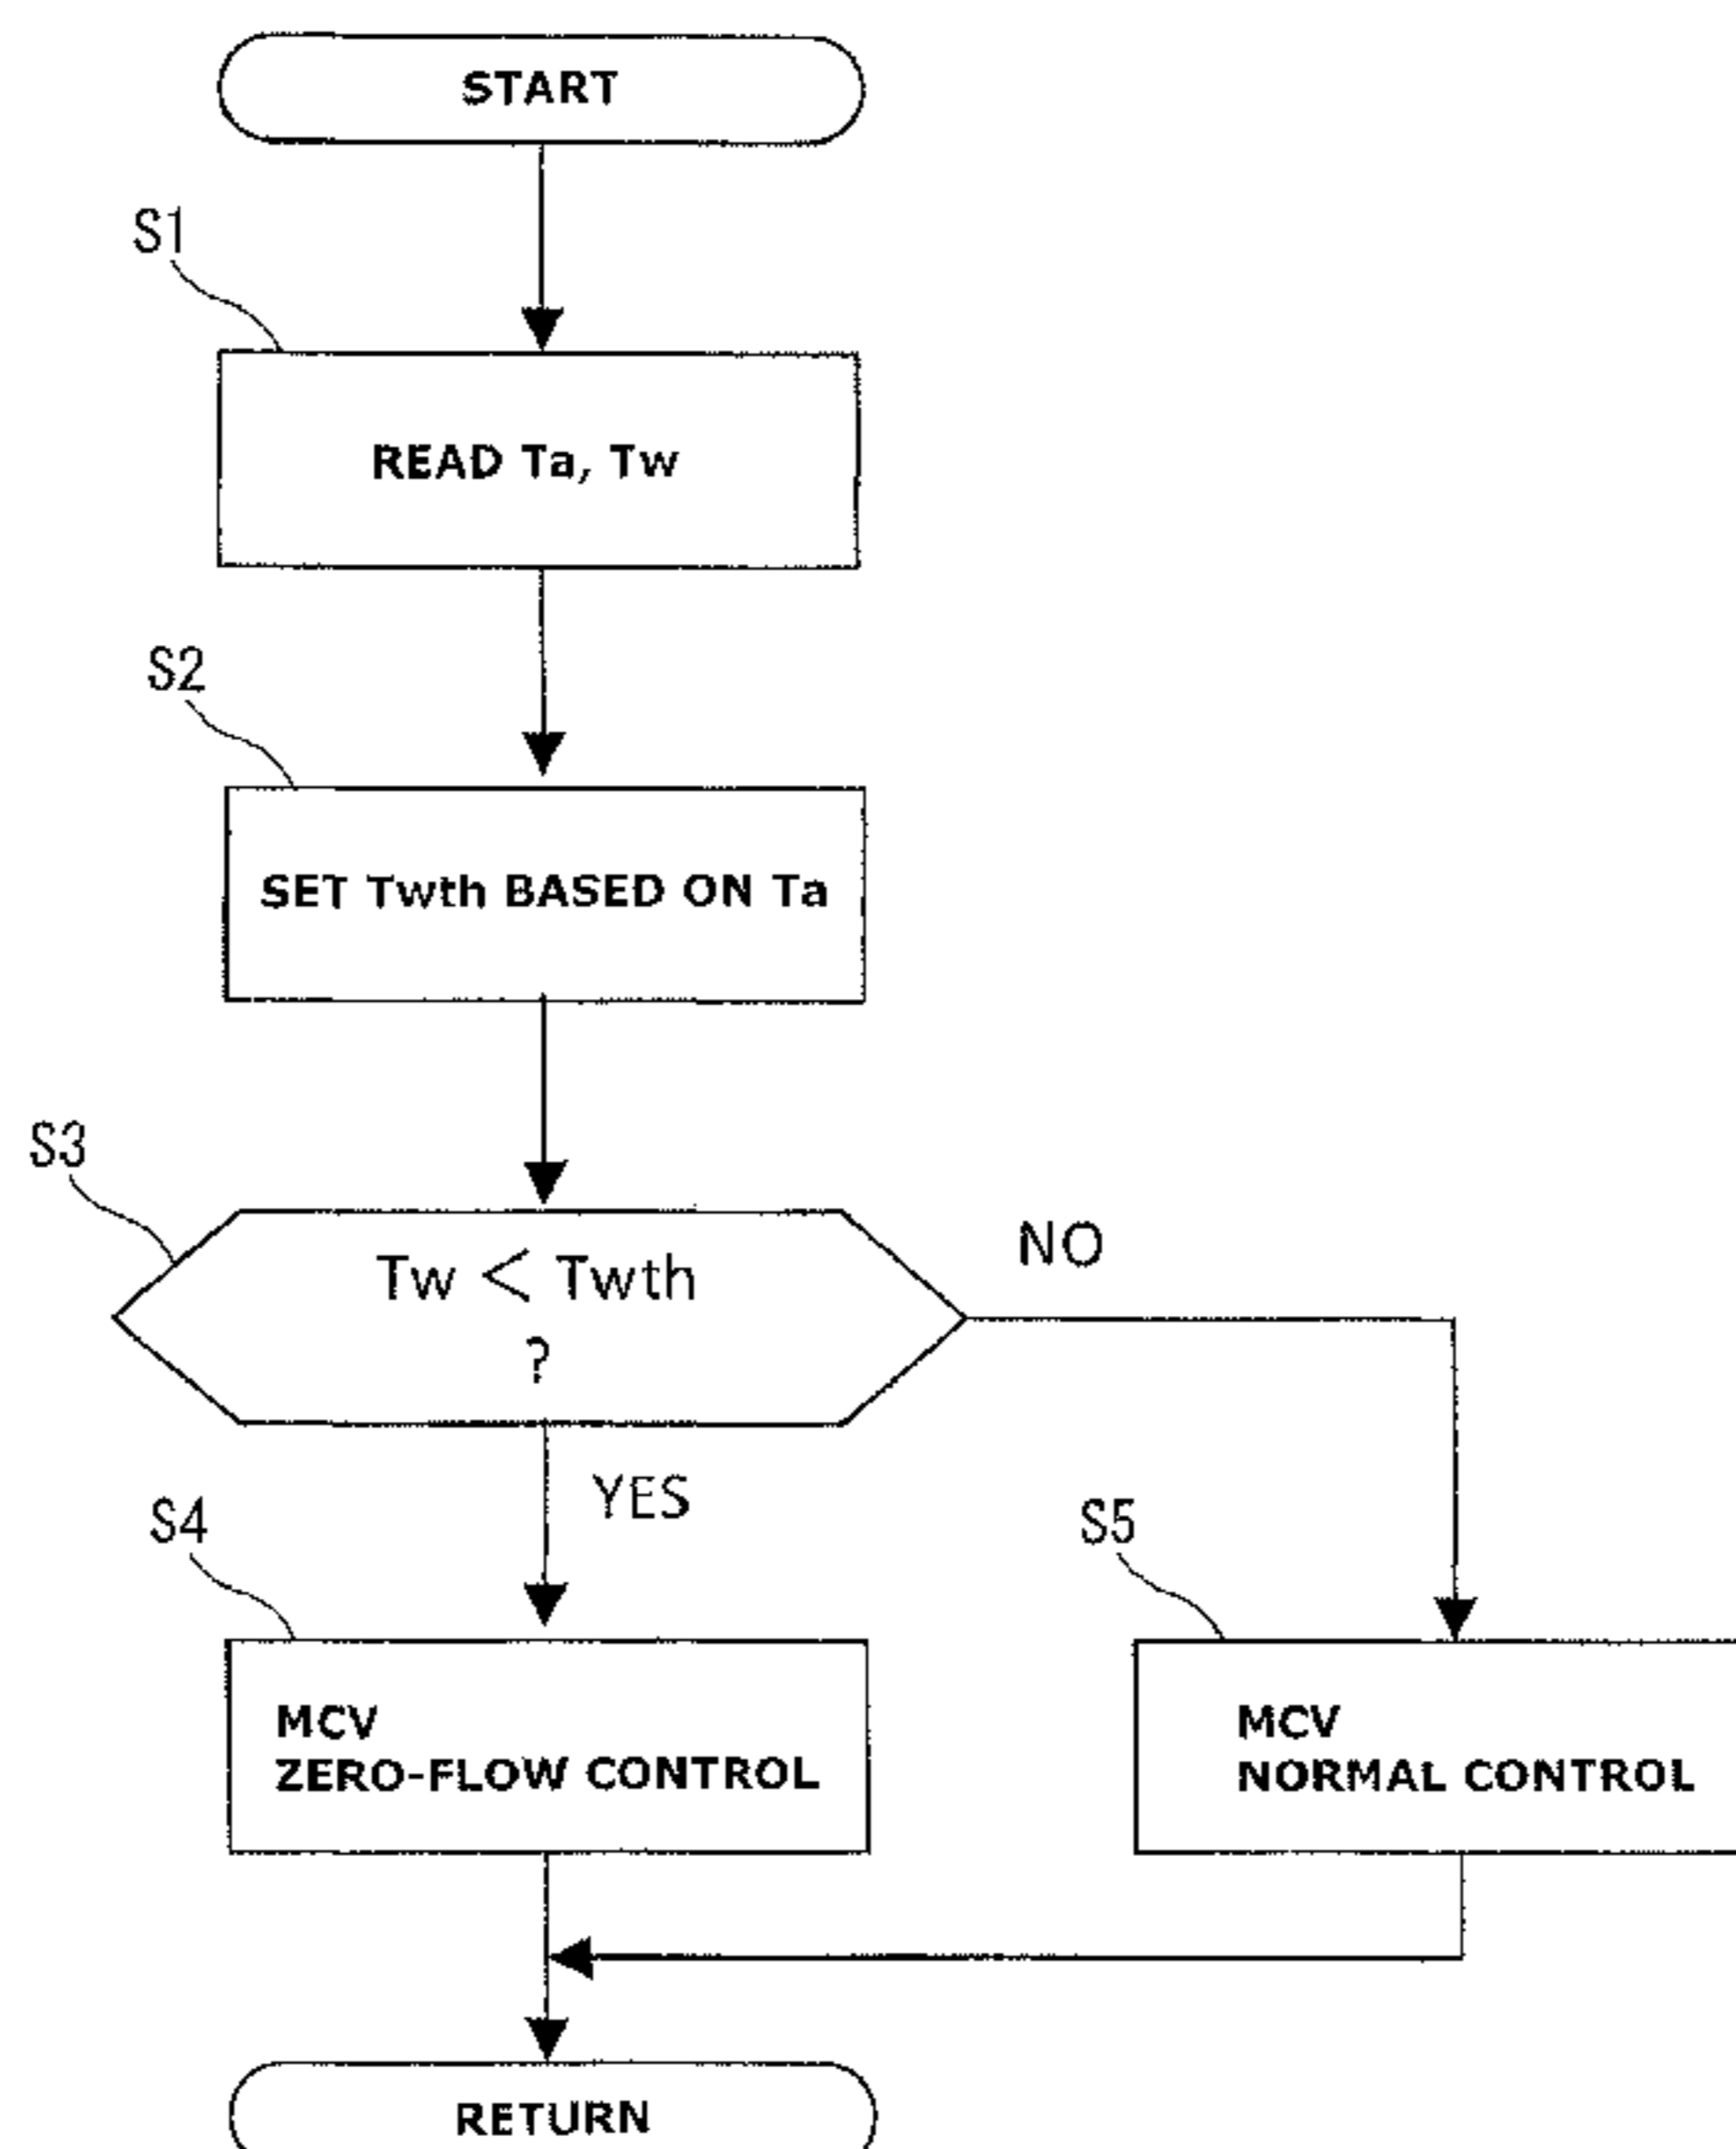 START
S1
READ Ta, Tw
S2
SET Twth BASED ON Ta
S3
Tw < Twth
?
NO
YES
S4
MCV
ZERO-FLOW CONTROL
S5
MCV
NORMAL CONTROL
RETURN